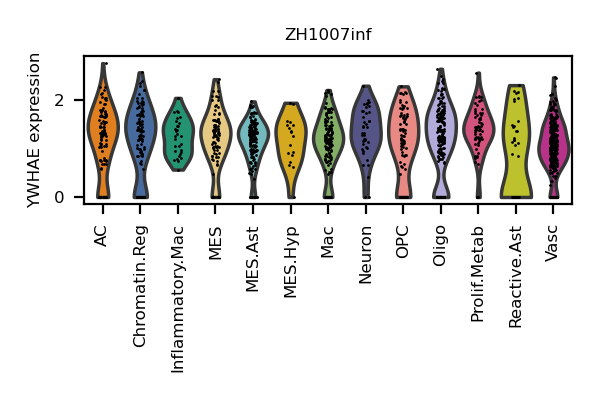 ZH1007inf
YWHAE expression
2
0
AC
Chromatin.Reg
Inflammatory.Mac
MES
MES.Ast
MES.Hyp
Mac
Neuron
OPC
Oligo
Prolif.Metab
Reactive.Ast
Vasc